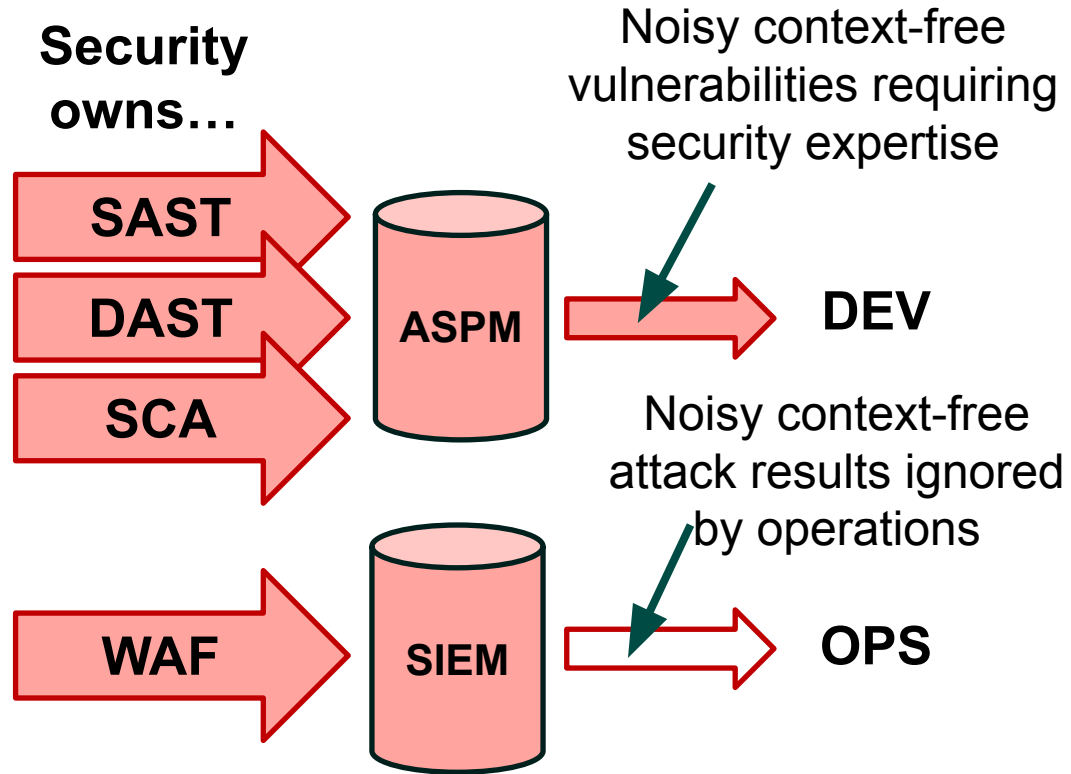 Security
owns…
Noisy context-free
vulnerabilities requiring
security expertise
SAST
DAST
SCA
ASPM
DEV
Noisy context-free
attack results ignored
by operations
WAF
SIEM
OPS